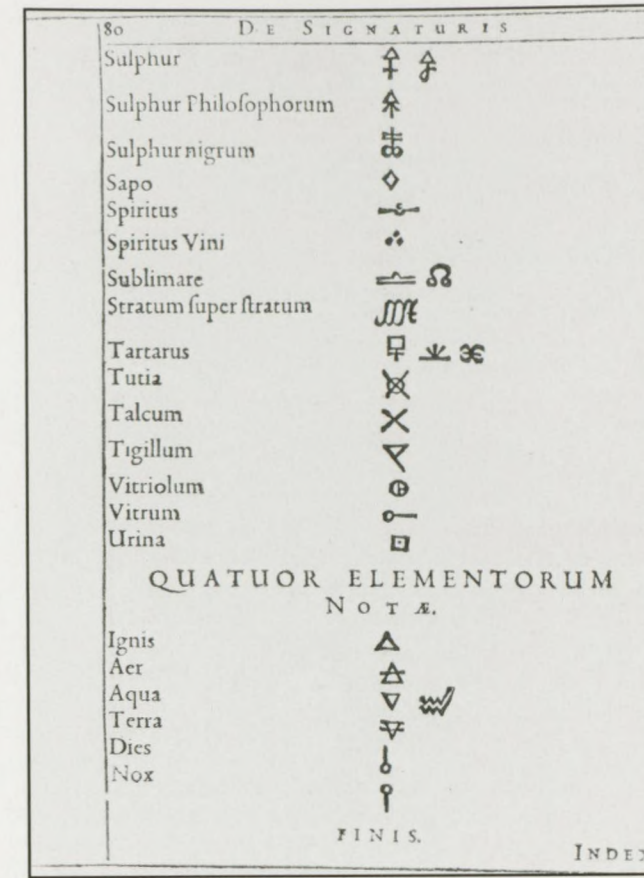 80 DE SIGNATURIS
Sulphur
Sulphur Philoſophorum
Sulphur nigrum
Sapo
Spiritus
Spiritus Vini
Sublimare
Stratum ſuper ſtratum
Tartarus
Tutia
Talcum
Tigillum
Vitriolum
Vitrum
Urina
QUATUOR ELEMENTORUM
NOTÆ.
Ignis
Aer
Aqua
Terra
Dies
Nox
FINIS.
INDEX